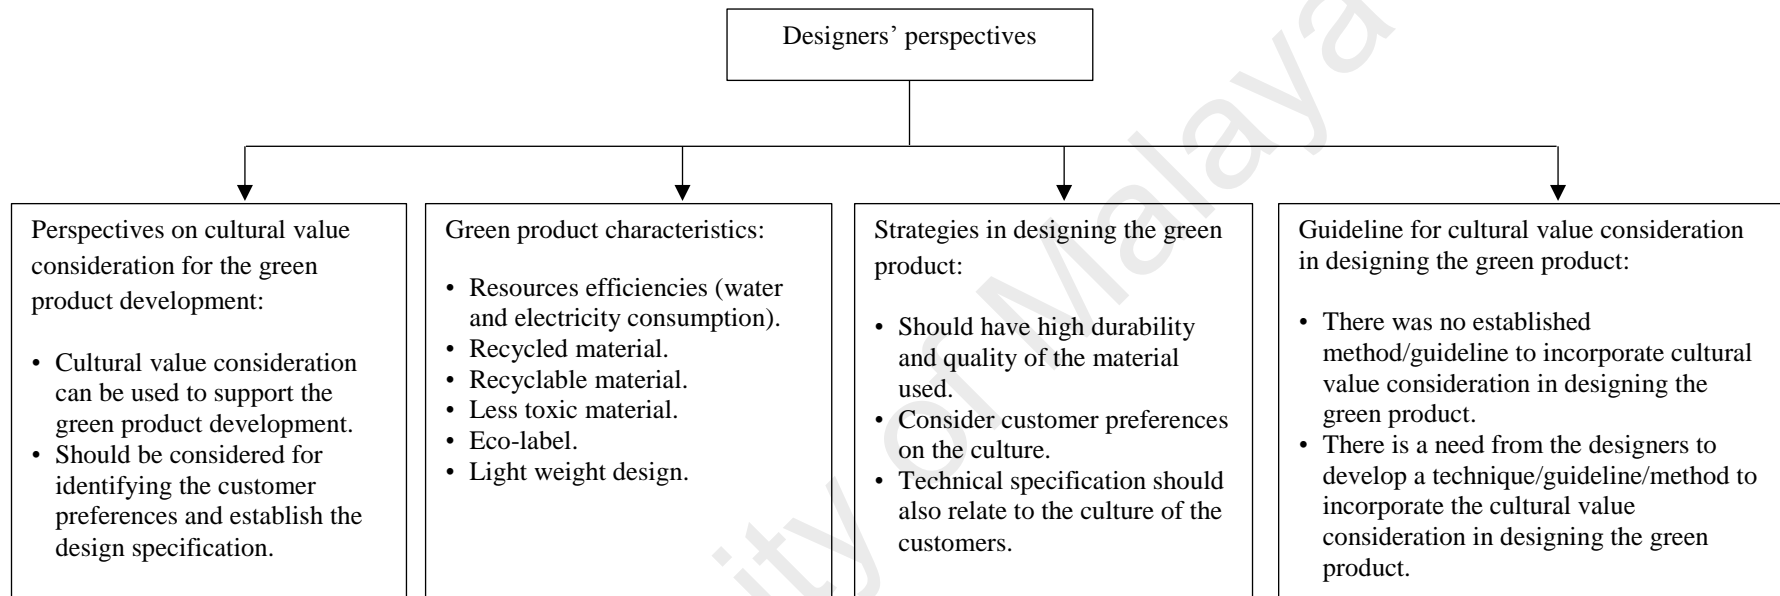 Designers’ perspectives
Perspectives on cultural value
consideration for the green
product development:
• Cultural value consideration
can be used to support the
green product development.
• Should be considered for
identifying the customer
preferences and establish the
design specification.
Green product characteristics:
• Resources efficiencies (water
and electricity consumption).
• Recycled material.
• Recyclable material.
• Less toxic material.
• Eco-label.
• Light weight design.
Strategies in designing the green
product:
• Should have high durability
and quality of the material
used.
• Consider customer preferences
on the culture.
• Technical specification should
also relate to the culture of the
customers.
Guideline for cultural value consideration
in designing the green product:
• There was no established
method/guideline to incorporate cultural
value consideration in designing the
green product.
• There is a need from the designers to
develop a technique/guideline/method to
incorporate the cultural value
consideration in designing the green
product.
ity of Malaya